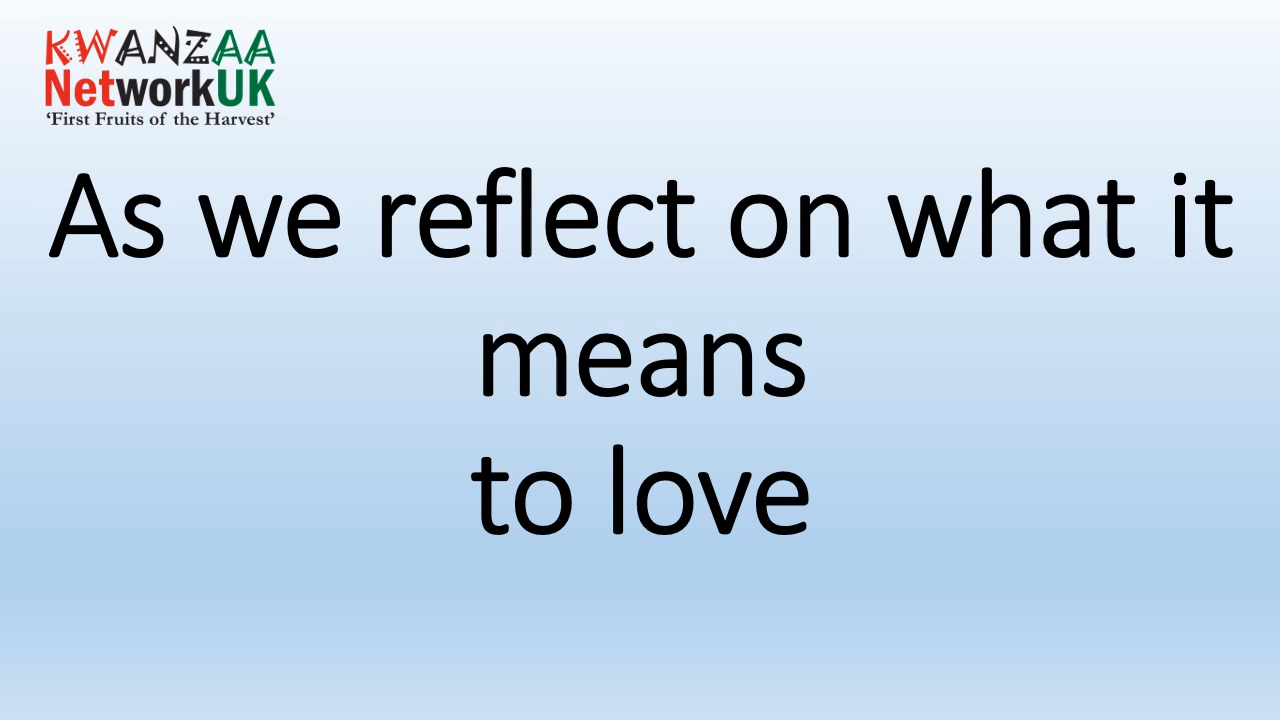 KWANZAA
NetworkUK
‘First Fruits of the Harvest’
As we reflect on what it
means
to love